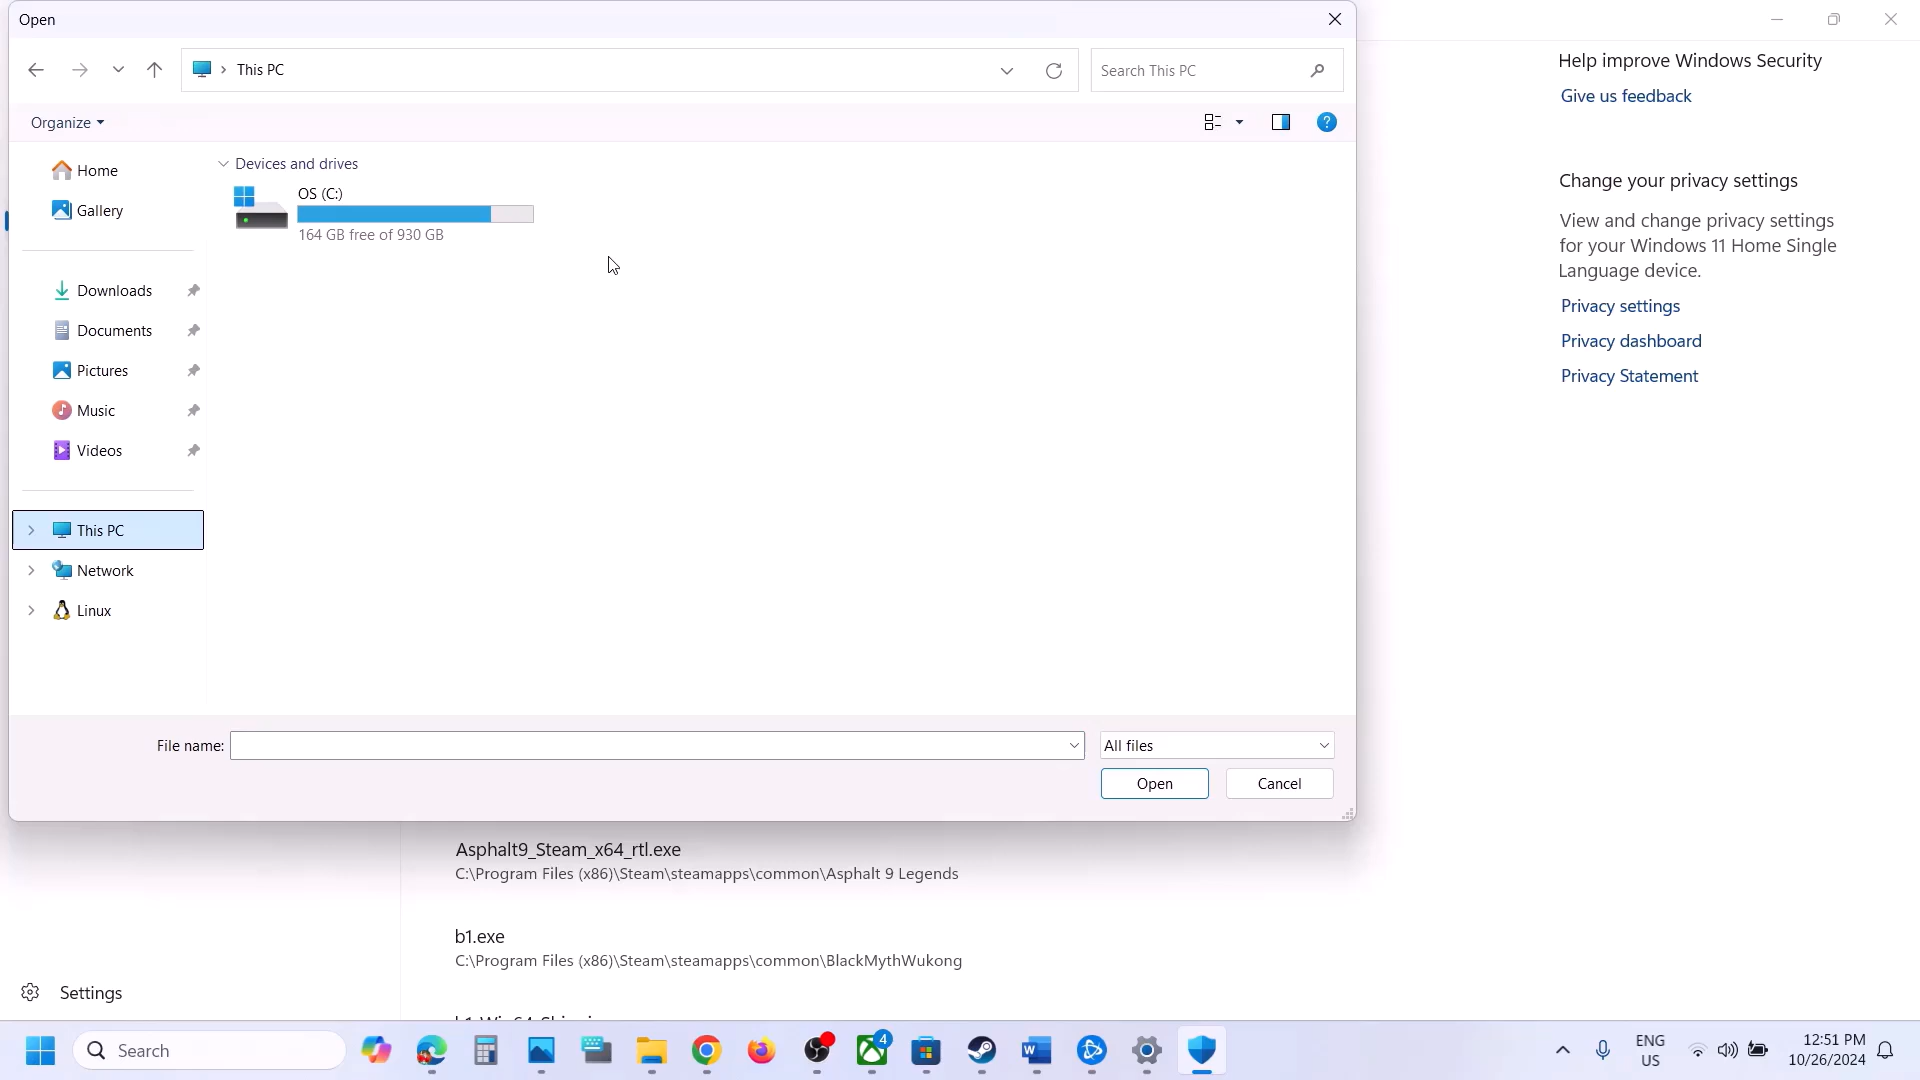 Open
This PC
Search This PC
Organize
Home
Gallery
Downloads
Documents
Pictures
Music
Videos
This PC
Network
Linux
Devices and drives
OS (C:)
164 GB free of 930 GB
File name:
All files
Open
Cancel
Help improve Windows Security
Give us feedback
Change your privacy settings
View and change privacy settings
for your Windows 11 Home Single
Language device.
Privacy settings
Privacy dashboard
Privacy Statement
Asphalt9_Steam_x64_rtl.exe
C:\Program Files (x86)\Steam\steamapps\common\Asphalt 9 Legends
b1.exe
C:\Program Files (x86)\Steam\steamapps\common\BlackMythWukong
Settings
Search
4
ENG
US
12:51 PM
10/26/2024